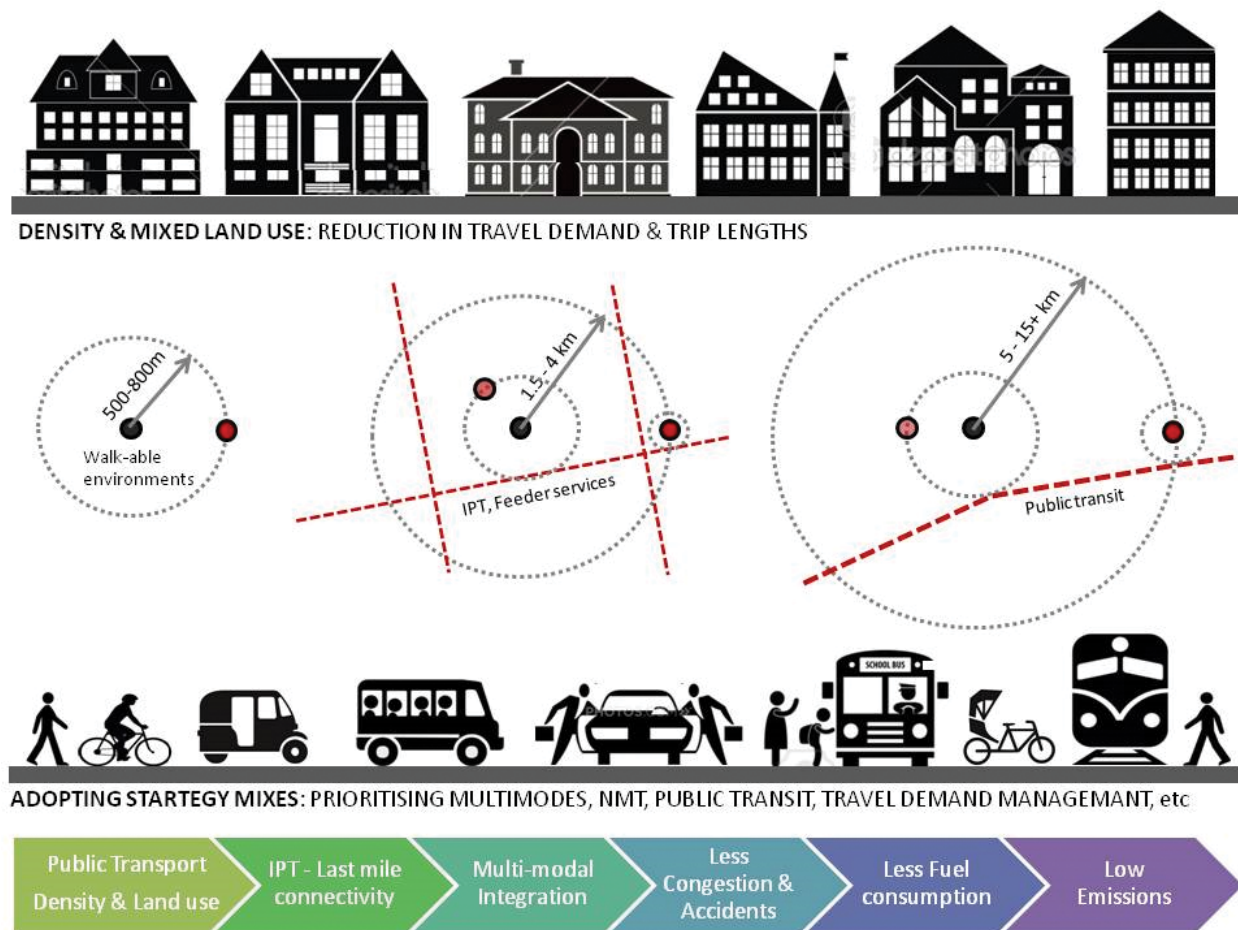 DENSITY & MIXED LAND USE: REDUCTION IN TRAVEL DEMAND & TRIP LENGTHS
500-800m
Walk-able
environments
1.5 - 4 km
IPT, Feeder services
5 - 15+ km
Public transit
SCHOOL BUS
ADOPTING STARTEGY MIXES: PRIORITISING MULTIMODES, NMT, PUBLIC TRANSIT, TRAVEL DEMAND MANAGEMANT, etc
Public Transport
Density & Land use
IPT - Last mile
connectivity
Multi-modal
Integration
Less
Congestion &
Accidents
Less Fuel
consumption
Low
Emissions